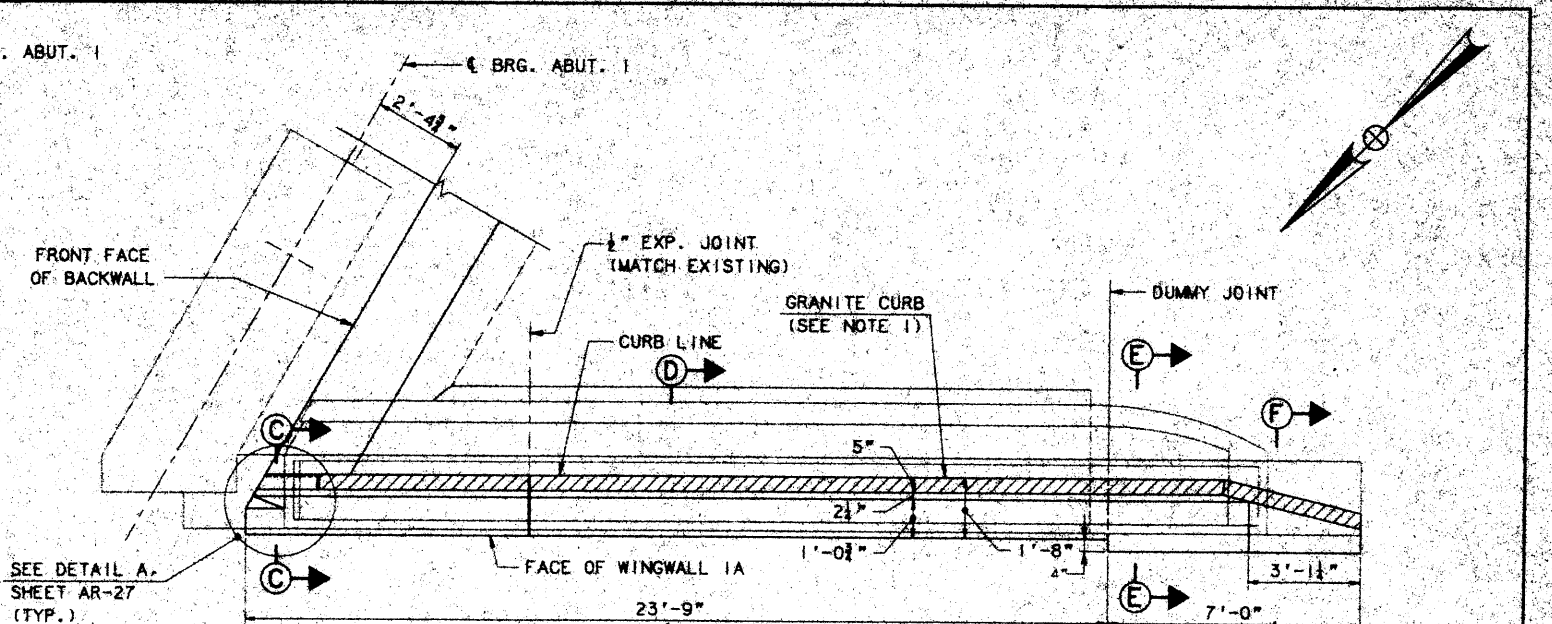 . ABUT. 1
℄ BRG. ABUT. 1
2'-4¾"
FRONT FACE
OF BACKWALL
½" EXP. JOINT
(MATCH EXISTING)
GRANITE CURB
(SEE NOTE 1)
DUMMY JOINT
CURB LINE
D
E
F
C
5"
2¼"
1'-0¾"
1'-8"
4"
3'-1½"
SEE DETAIL A,
SHEET AR-27
(TYP.)
C
FACE OF WINGWALL 1A
E
23'-9"
7'-0"